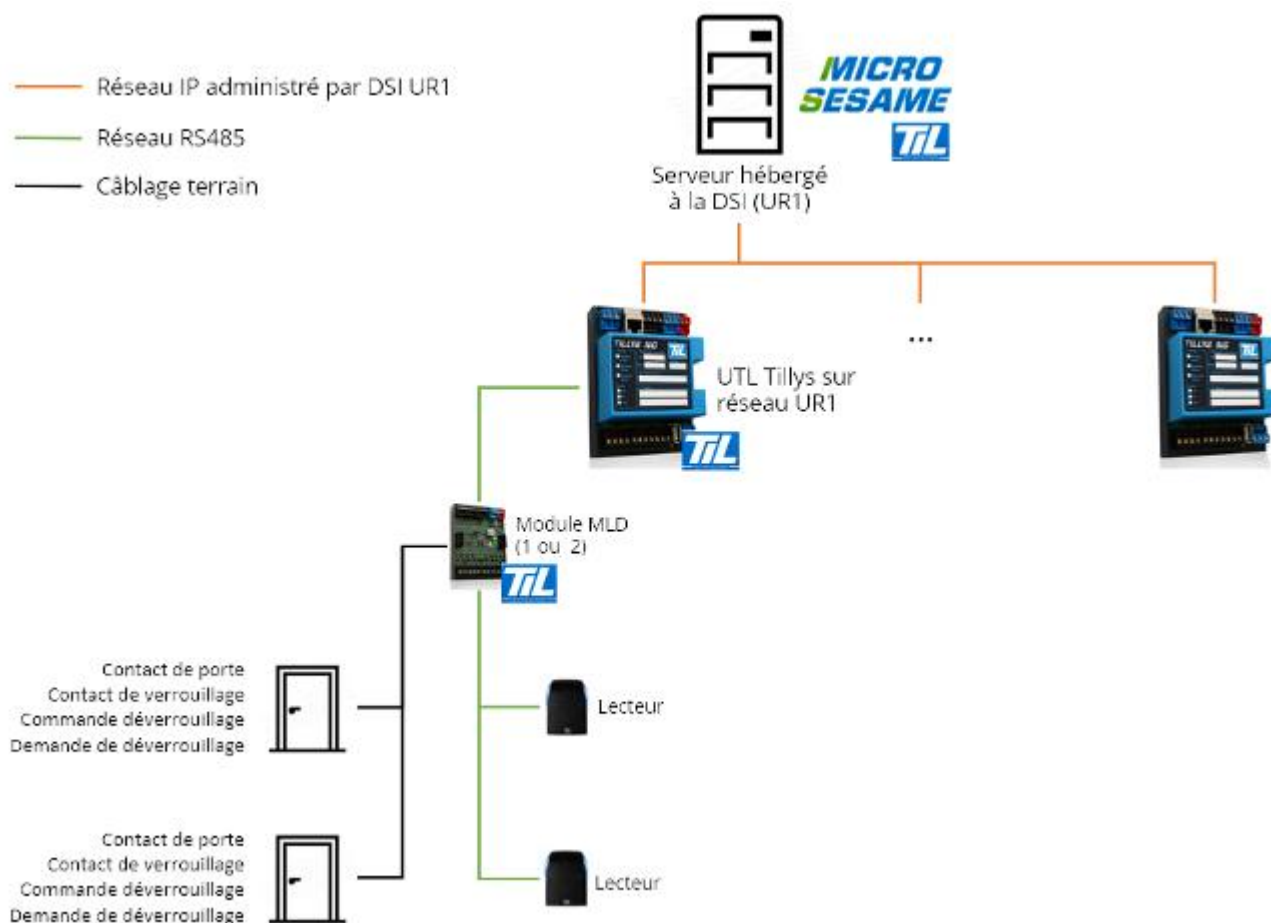 Réseau IP administré par DSI UR1
Réseau RS485
Câblage terrain
MICRO
SESAME
TiL
Serveur hébergé
à la DSI (UR1)
...
TILLYS NG
TiL
UTL Tillys sur
réseau UR1
TiL
TILLYS NG
TiL
Module MLD
(1 ou 2)
TiL
Contact de porte
Contact de verrouillage
Commande déverrouillage
Demande de déverrouillage
Lecteur
Contact de porte
Contact de verrouillage
Commande déverrouillage
Demande de déverrouillage
Lecteur